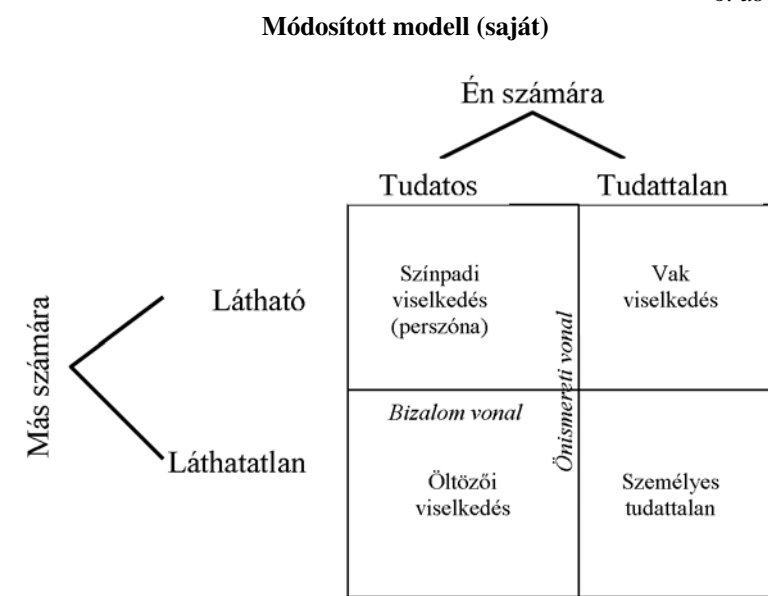 Módosított modell (saját)
Én számára
Tudatos
Tudattalan
Más számára
Látható
Láthatatlan
Színpadi
viselkedés
(perszóna)
Vak
viselkedés
Bizalom vonal
Önismereti vonal
Öltözői
viselkedés
Személyes
tudattalan